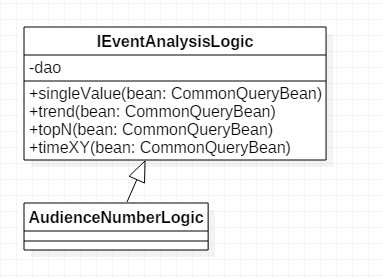 IEventAnalysisLogic
-dao
+singleValue(bean: CommonQueryBean)
+trend(bean: CommonQueryBean)
+topN(bean: CommonQueryBean)
+timeXY(bean: CommonQueryBean)
AudienceNumberLogic